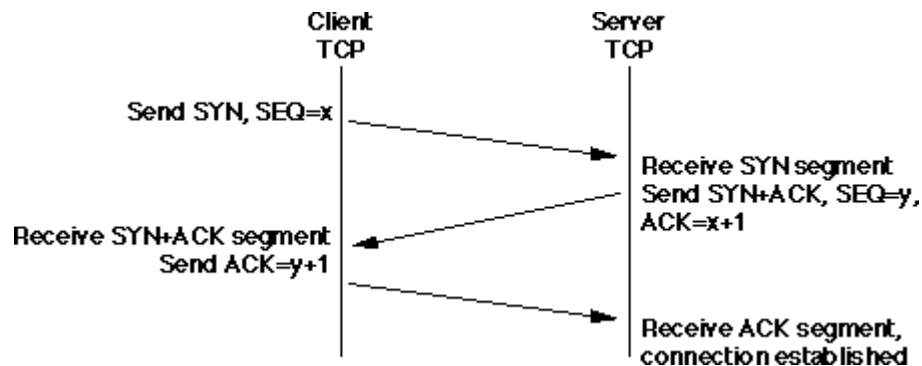 Client
TCP
Server
TCP
Send SYN, SEQ=x
Receive SYN segment
Send SYN+ACK, SEQ=y,
ACK=x+1
Receive SYN+ACK segment
Send ACK=y+1
Receive ACK segment,
connection established